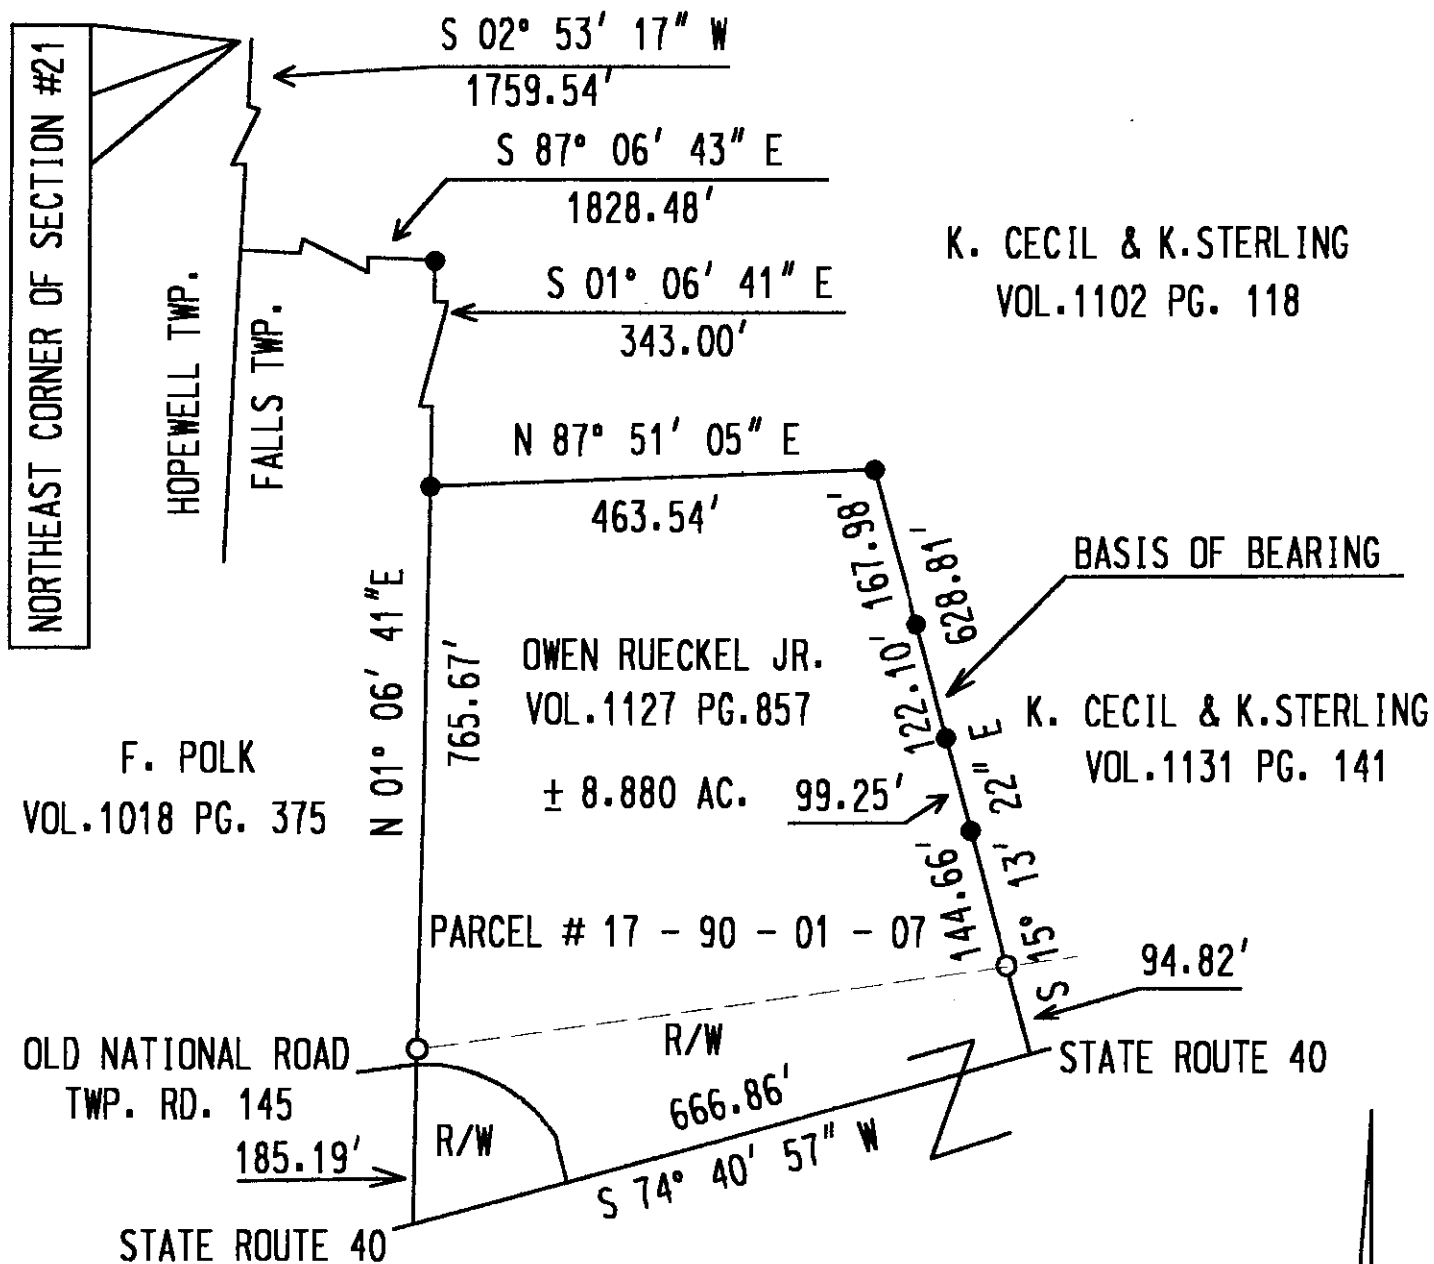 NORTHEAST CORNER OF SECTION #21
S 02° 53' 17" W
1759.54'
S 87° 06' 43" E
1828.48'
S 01° 06' 41" E
343.00'
K. CECIL & K.STERLING
VOL.1102 PG. 118
HOPEWELL TWP.
FALLS TWP.
N 87° 51' 05" E
463.54'
167.98'
628.81'
BASIS OF BEARING
N 01° 06' 41"E
765.67'
OWEN RUECKEL JR.
VOL.1127 PG.857
± 8.880 AC.
122.10'
99.25'
K. CECIL & K.STERLING
VOL.1131 PG. 141
F. POLK
VOL.1018 PG. 375
144.66'
S 15° 13' 22" E
PARCEL # 17 - 90 - 01 - 07
94.82'
OLD NATIONAL ROAD
TWP. RD. 145
185.19'
R/W
R/W
666.86'
S 74° 40' 57" W
STATE ROUTE 40
STATE ROUTE 40